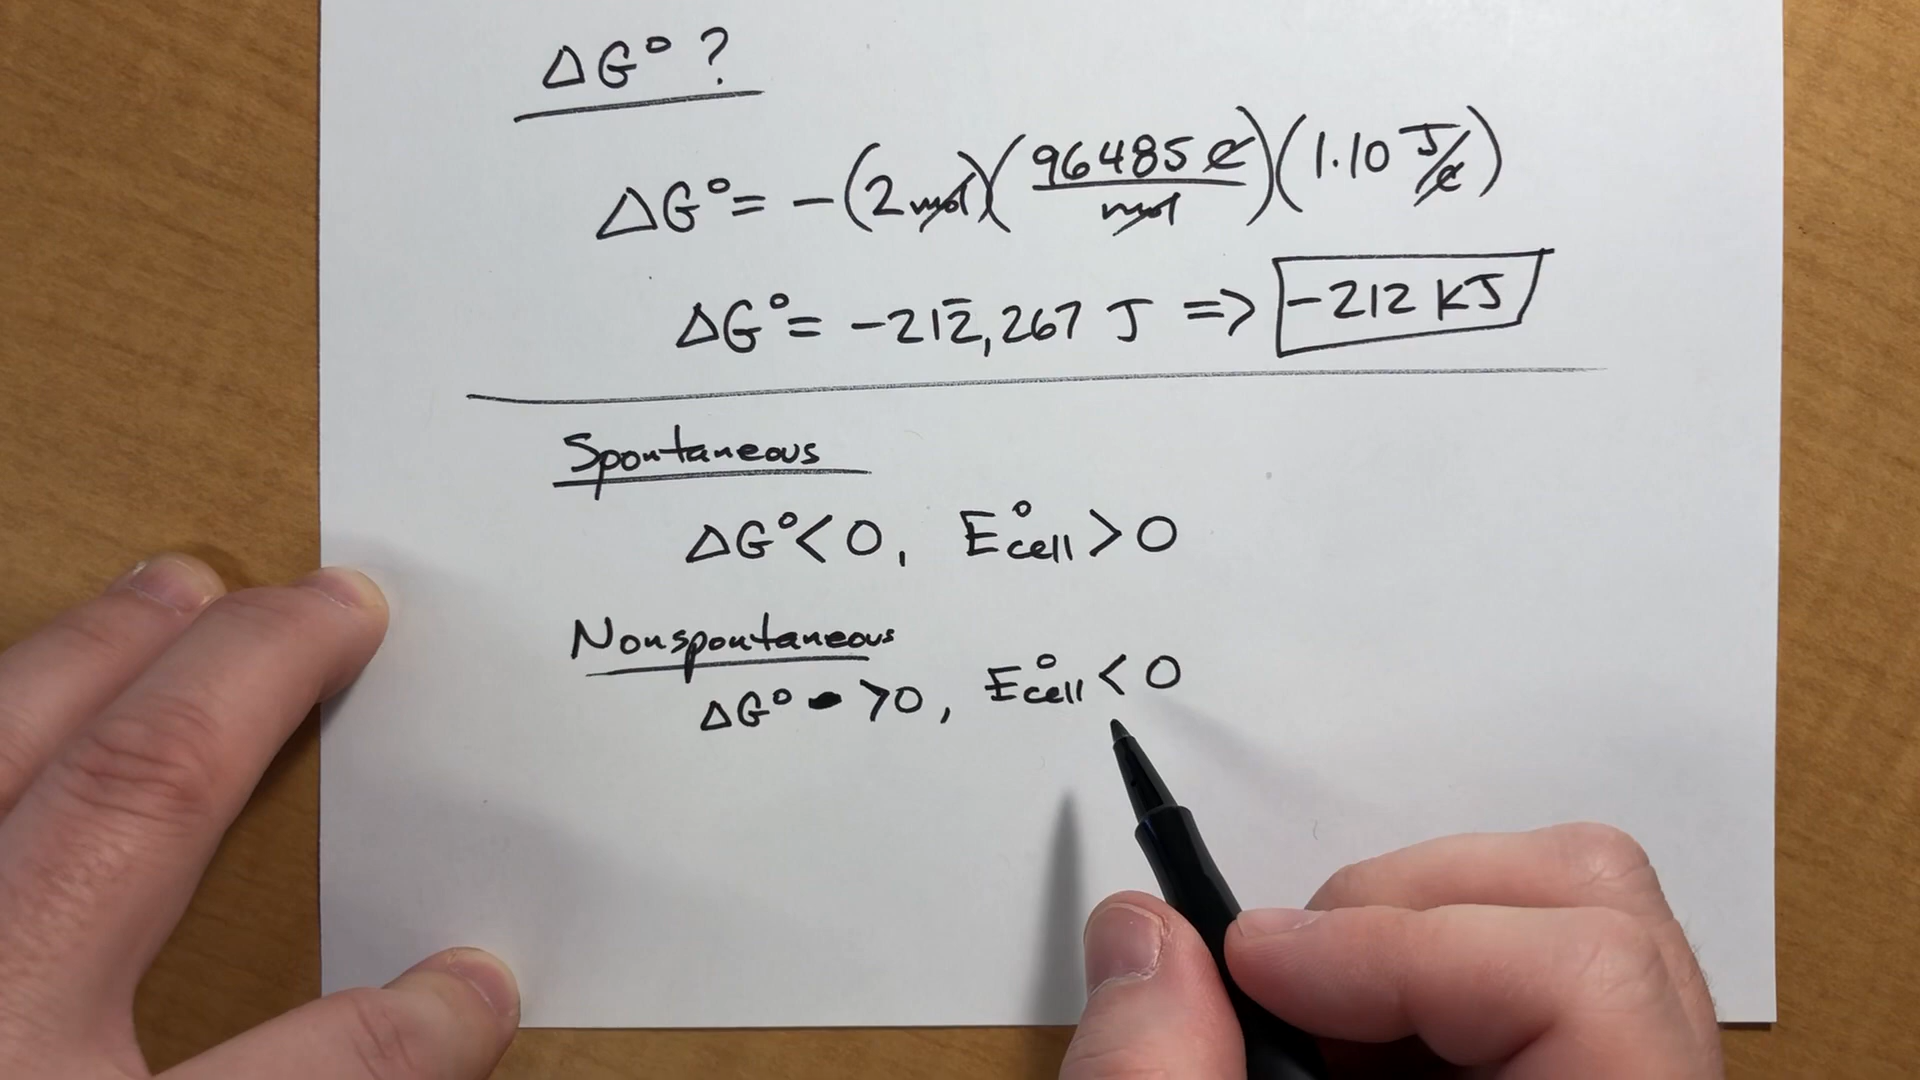 ΔG° ?
ΔG° = -(2 mol)(96485 C/mol)(1.10 J/C)
ΔG° = -212̄,267 J => -212 kJ
Spontaneous
ΔG° < 0, E°cell > 0
Nonspontaneous
ΔG° > 0, E°cell < 0